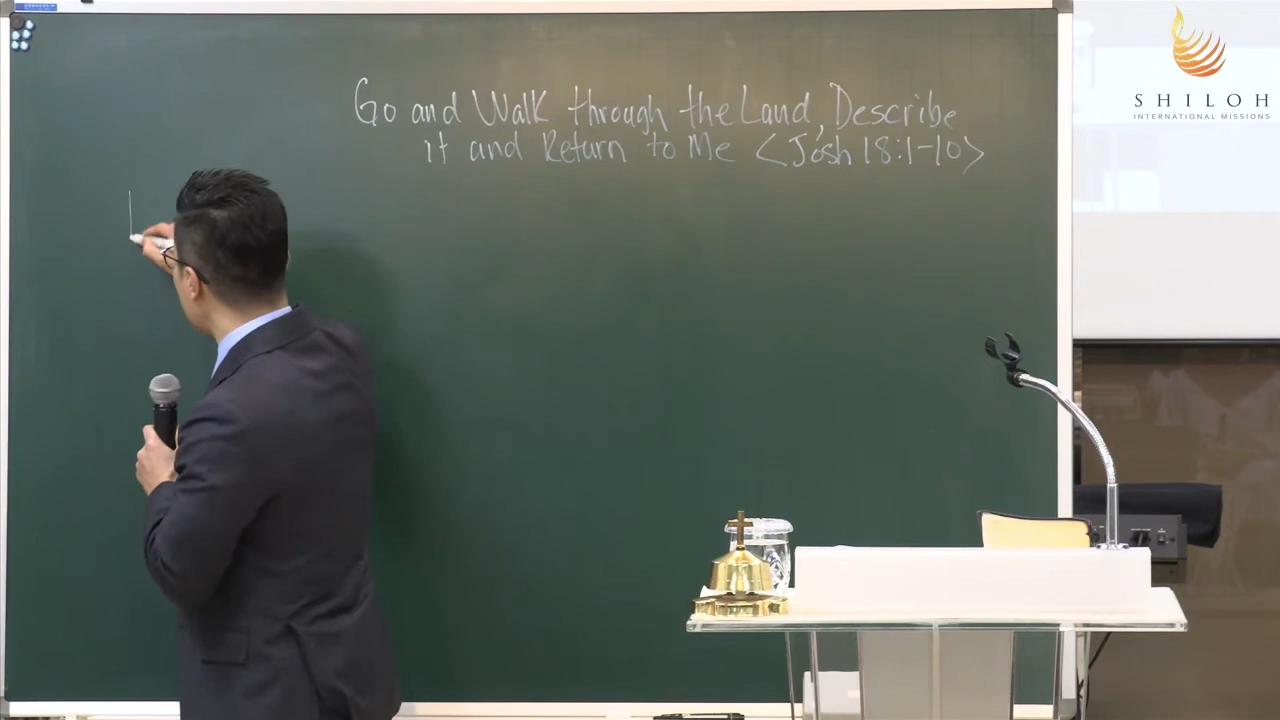 Go and Walk through the Land, Describe
it and Return to Me <Josh 18:1-10>
SHILOH
INTERNATIONAL MISSIONS